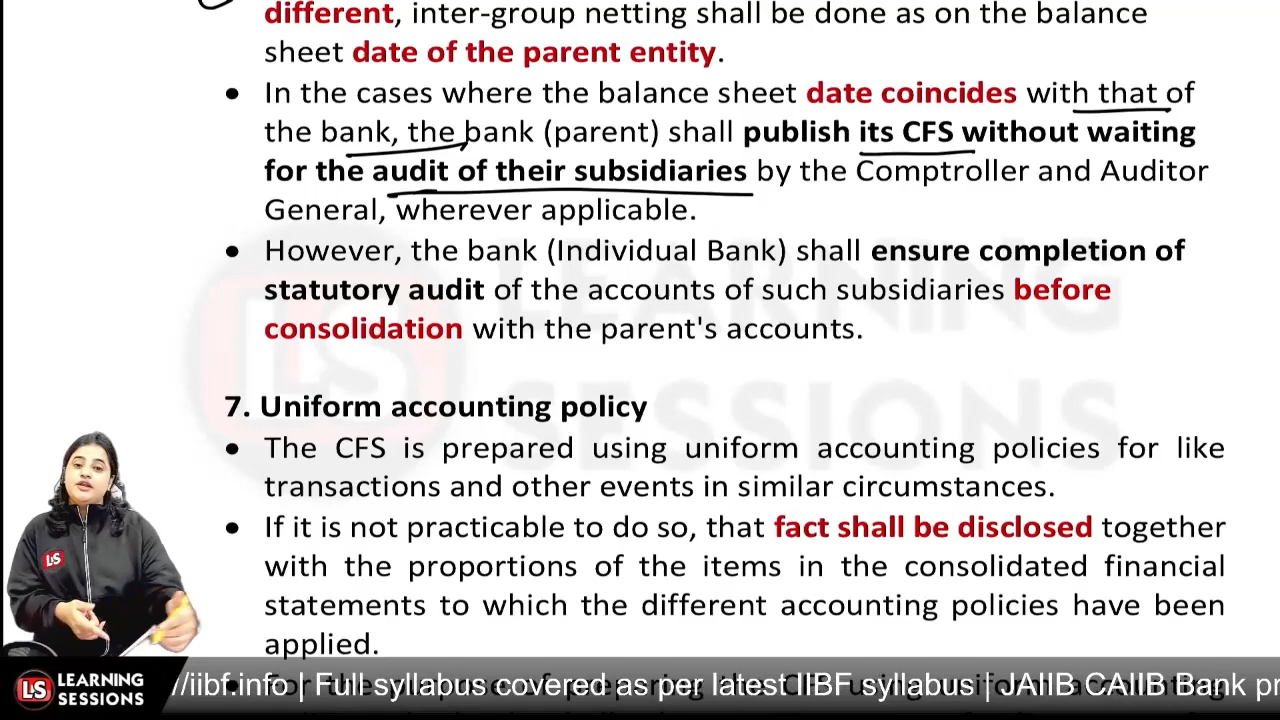 different, inter-group netting shall be done as on the balance
sheet date of the parent entity.
• In the cases where the balance sheet date coincides with that of
the bank, the bank (parent) shall publish its CFS without waiting
for the audit of their subsidiaries by the Comptroller and Auditor
General, wherever applicable.
• However, the bank (Individual Bank) shall ensure completion of
statutory audit of the accounts of such subsidiaries before
consolidation with the parent's accounts.
LEARNING
SESSIONS
7. Uniform accounting policy
• The CFS is prepared using uniform accounting policies for like
transactions and other events in similar circumstances.
• If it is not practicable to do so, that fact shall be disclosed together
with the proportions of the items in the consolidated financial
statements to which the different accounting policies have been
applied.
LS
LS LEARNING
SESSIONS
//iibf.info | Full syllabus covered as per latest IIBF syllabus | JAIIB CAIIB Bank pr